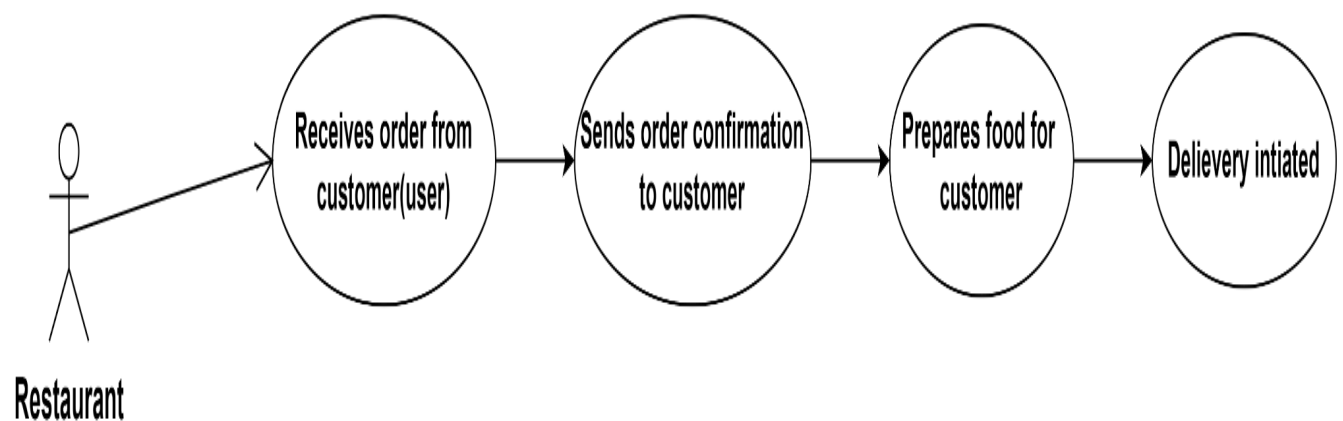 Receives order from
customer(user)
Sends order confirmation
to customer
Prepares food for
customer
Delievery intiated
Restaurant